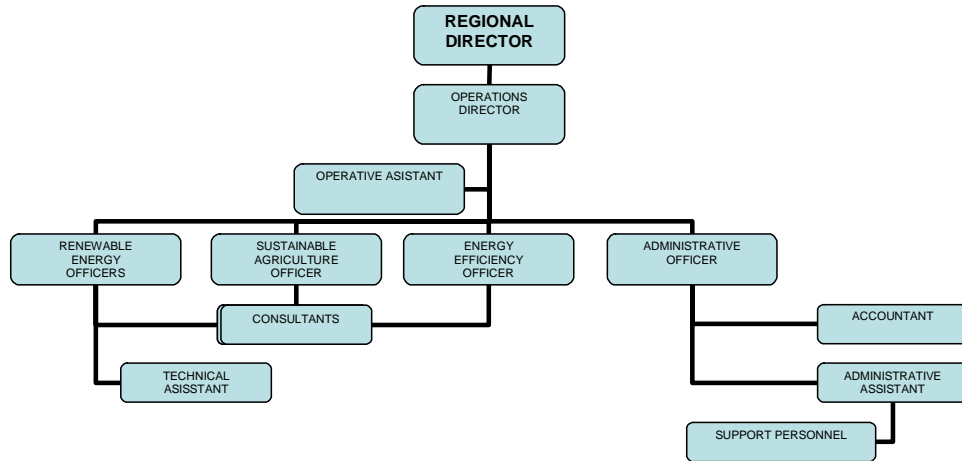 REGIONAL
DIRECTOR
OPERATIONS
DIRECTOR
OPERATIVE ASISTANT
RENEWABLE
ENERGY
OFFICERS
SUSTAINABLE
AGRICULTURE
OFFICER
ENERGY
EFFICIENCY
OFFICER
ADMINISTRATIVE
OFFICER
CONSULTANTS
ACCOUNTANT
TECHNICAL
ASISSTANT
ADMINISTRATIVE
ASSISTANT
SUPPORT PERSONNEL